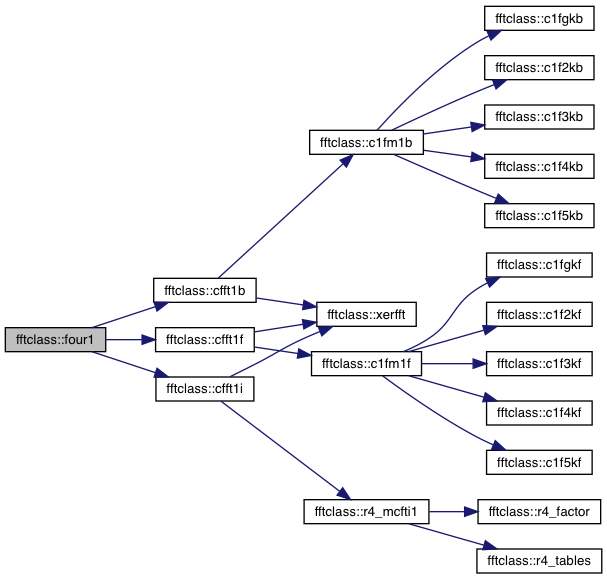 fftclass::c1fgkb
fftclass::c1f2kb
fftclass::c1f3kb
fftclass::c1fm1b
fftclass::c1f4kb
fftclass::c1f5kb
fftclass::c1fgkf
fftclass::cfft1b
fftclass::xerfft
fftclass::c1f2kf
fftclass::four1
fftclass::cfft1f
fftclass::c1fm1f
fftclass::c1f3kf
fftclass::cfft1i
fftclass::c1f4kf
fftclass::c1f5kf
fftclass::r4_mcfti1
fftclass::r4_factor
fftclass::r4_tables